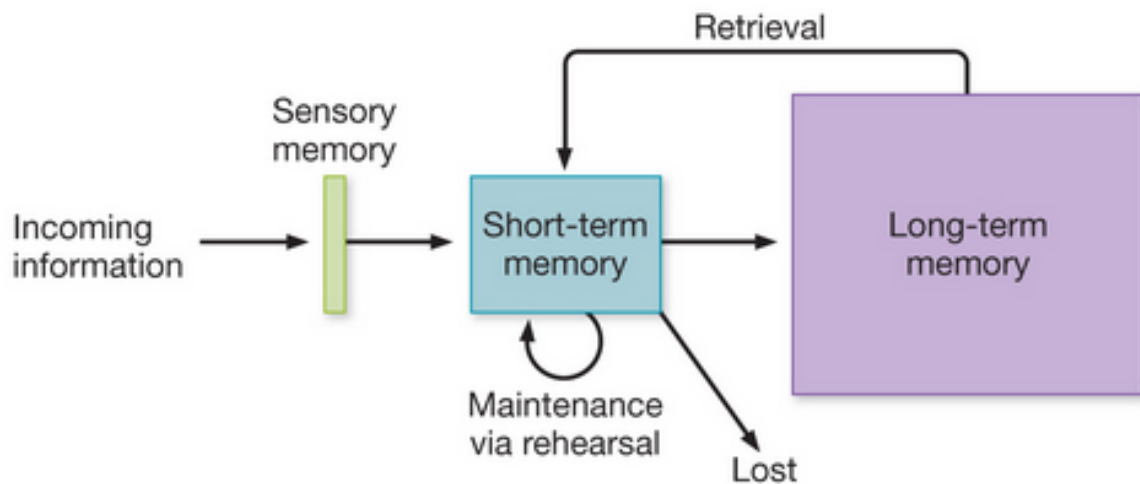 Retrieval
Sensory
memory
Incoming
information
Short-term
memory
Long-term
memory
Maintenance
via rehearsal
Lost